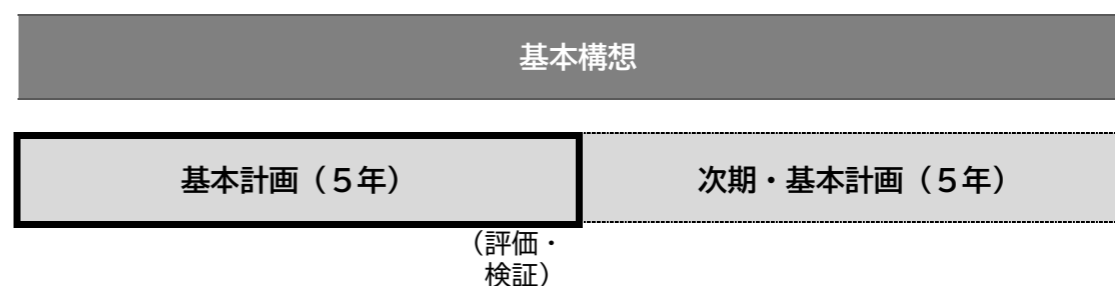 基本構想
基本計画（５年）
次期・基本計画（５年）
（評価・
検証）